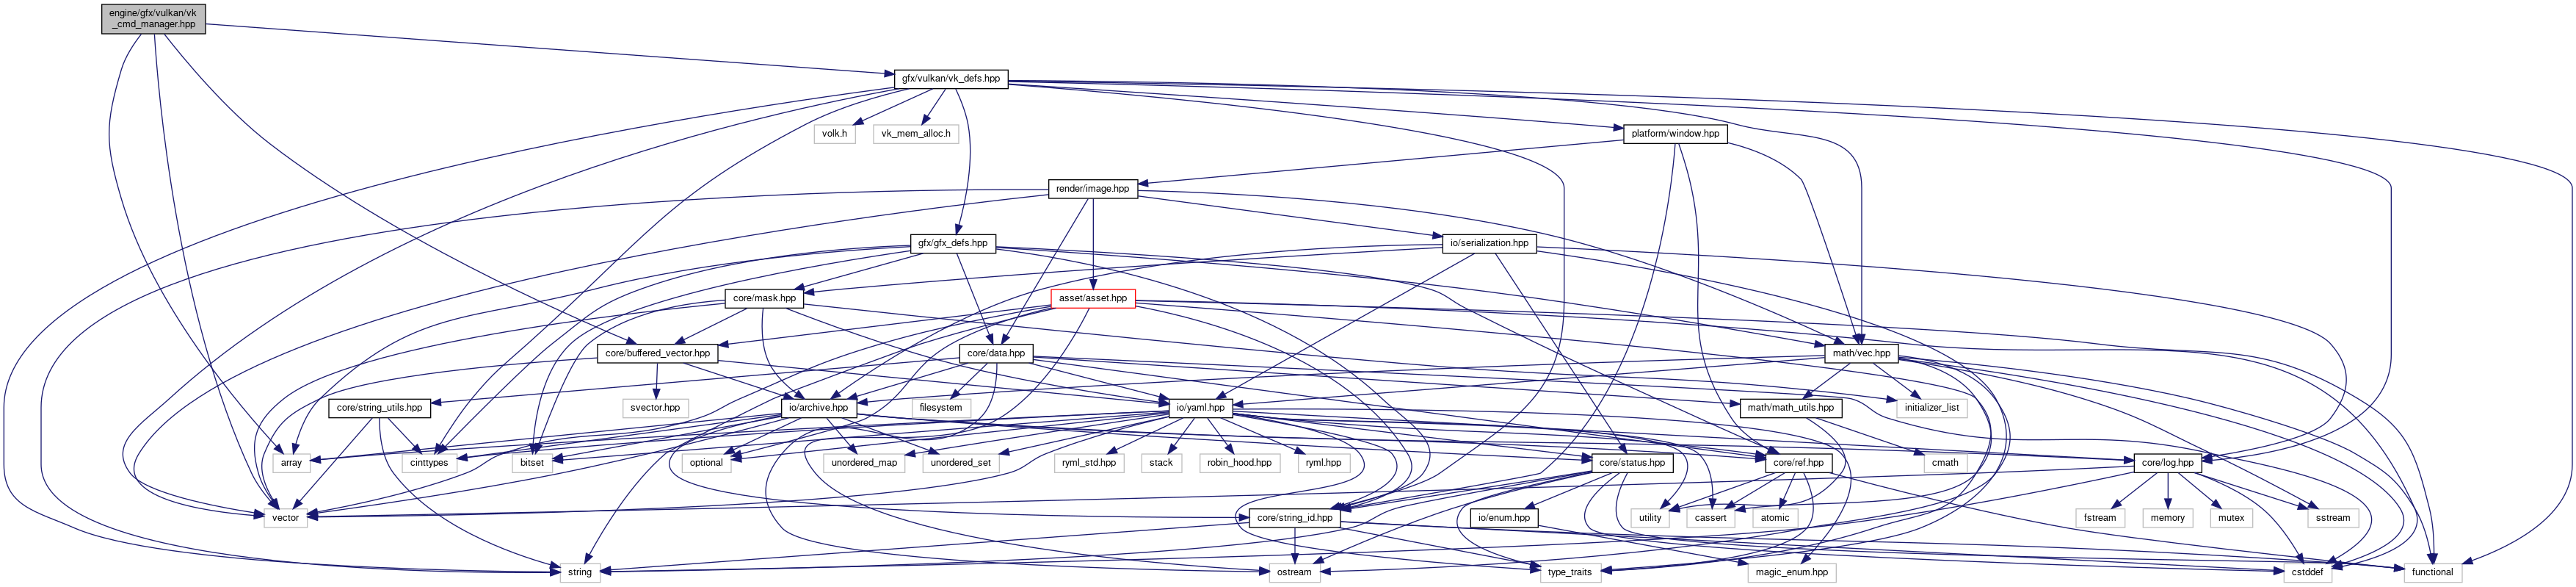 engine/gfx/vulkan/vk
_cmd_manager.hpp
gfx/vulkan/vk_defs.hpp
volk.h
vk_mem_alloc.h
platform/window.hpp
render/image.hpp
gfx/gfx_defs.hpp
io/serialization.hpp
core/mask.hpp
asset/asset.hpp
core/buffered_vector.hpp
core/data.hpp
math/vec.hpp
core/string_utils.hpp
svector.hpp
io/archive.hpp
filesystem
io/yaml.hpp
math/math_utils.hpp
initializer_list
array
cinttypes
bitset
optional
unordered_map
unordered_set
ryml_std.hpp
stack
robin_hood.hpp
ryml.hpp
core/status.hpp
core/ref.hpp
cmath
core/log.hpp
vector
core/string_id.hpp
io/enum.hpp
utility
cassert
atomic
fstream
memory
mutex
sstream
string
ostream
magic_enum.hpp
type_traits
cstddef
functional